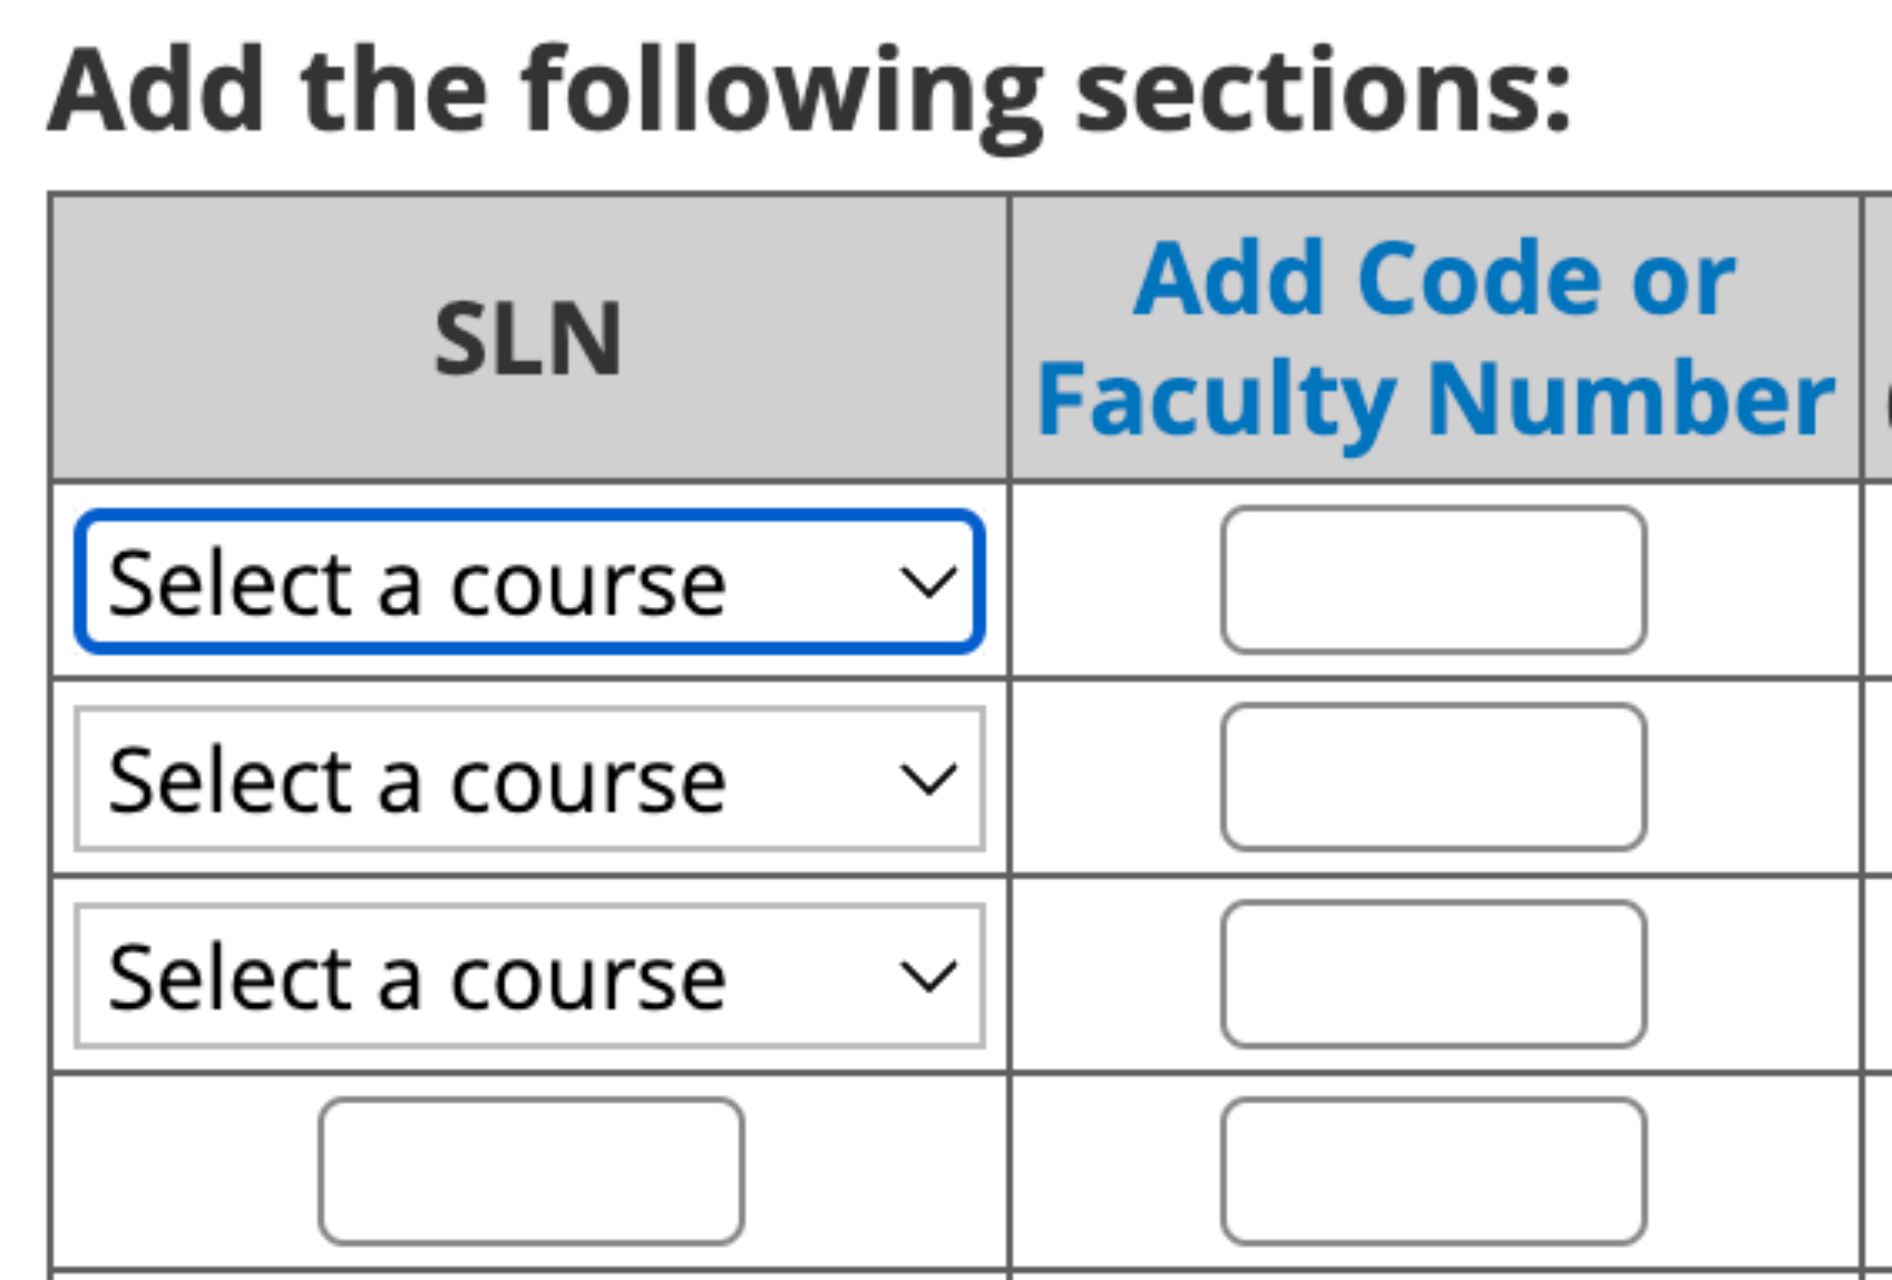 Add the following sections:
SLN
Add Code or
Faculty Number
Select a course
Select a course
Select a course